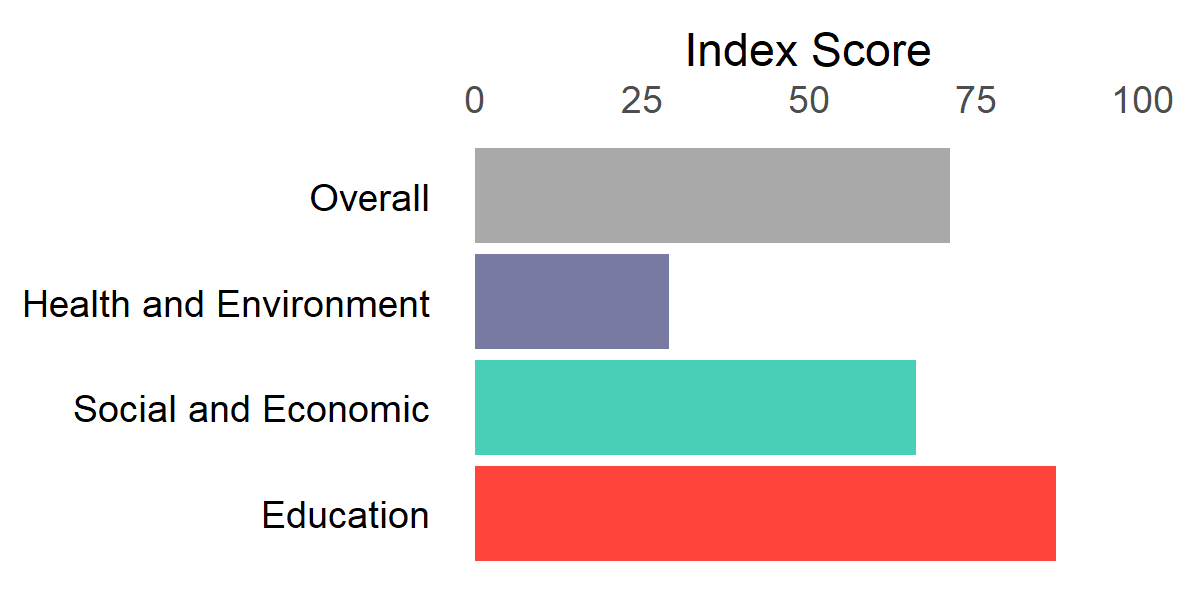 Index Score
0 25 50 75 100
Overall
Health and Environment
Social and Economic
Education